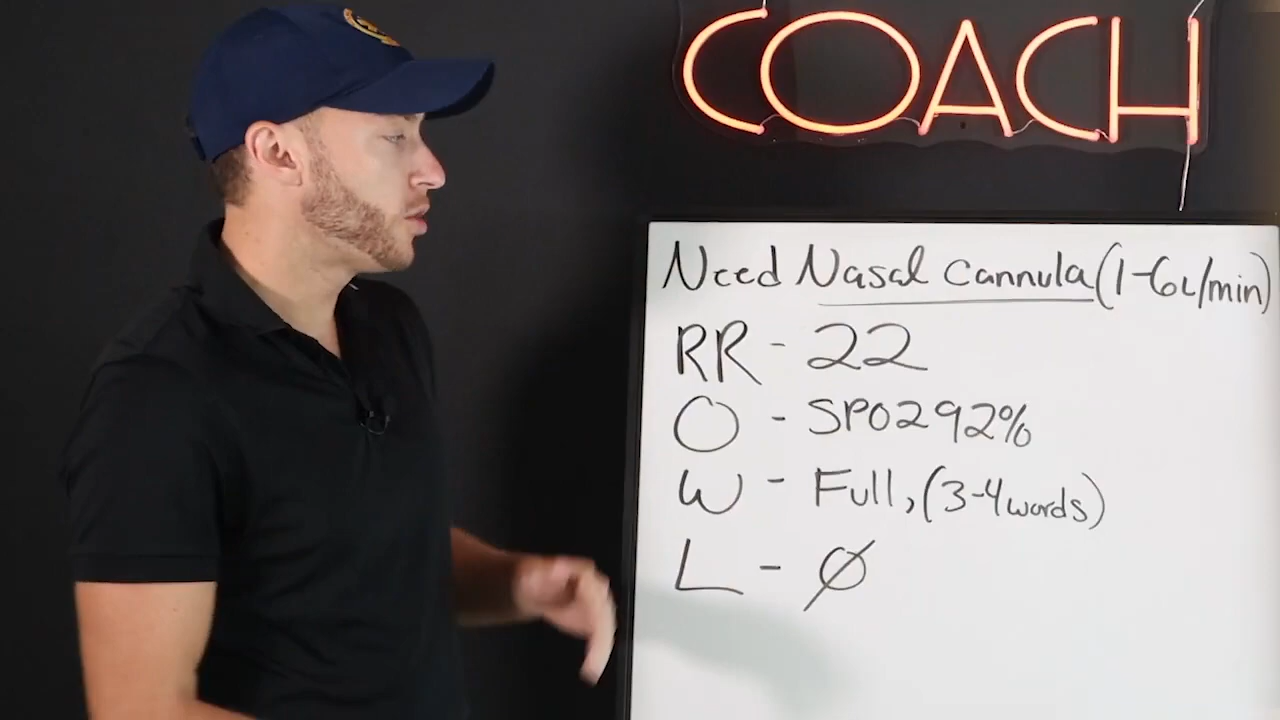 COACH
Need Nasal Cannula (1-6L/min)
RR - 22
O - SPO2 92%
W - Full, (3-4 words)
L - Ø